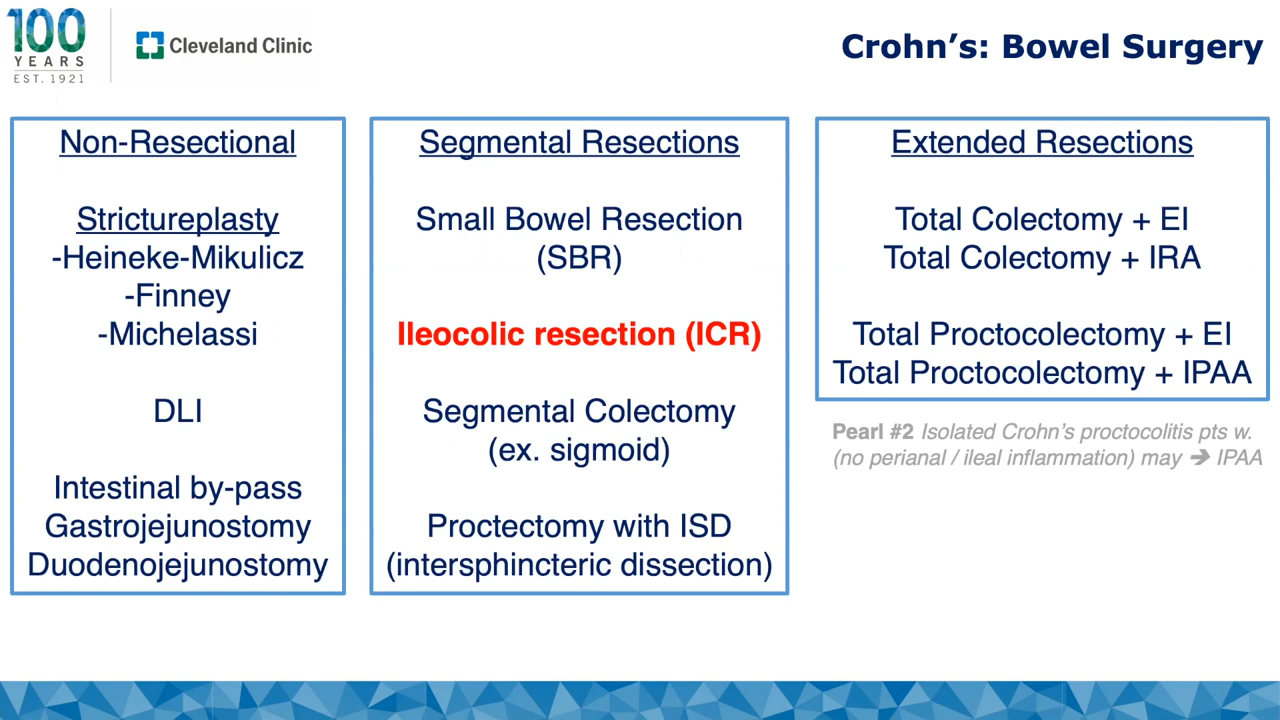 100
YEARS
EST. 1921
Cleveland Clinic
Crohn's: Bowel Surgery
Non-Resectional
Strictureplasty
-Heineke-Mikulicz
-Finney
-Michelassi
DLI
Intestinal by-pass
Gastrojejunostomy
Duodenojejunostomy
Segmental Resections
Small Bowel Resection
(SBR)
Ileocolic resection (ICR)
Segmental Colectomy
(ex. sigmoid)
Proctectomy with ISD
(intersphincteric dissection)
Extended Resections
Total Colectomy + EI
Total Colectomy + IRA
Total Proctocolectomy + EI
Total Proctocolectomy + IPAA
Pearl #2 Isolated Crohn's proctocolitis pts w.
(no perianal / ileal inflammation) may ➔ IPAA